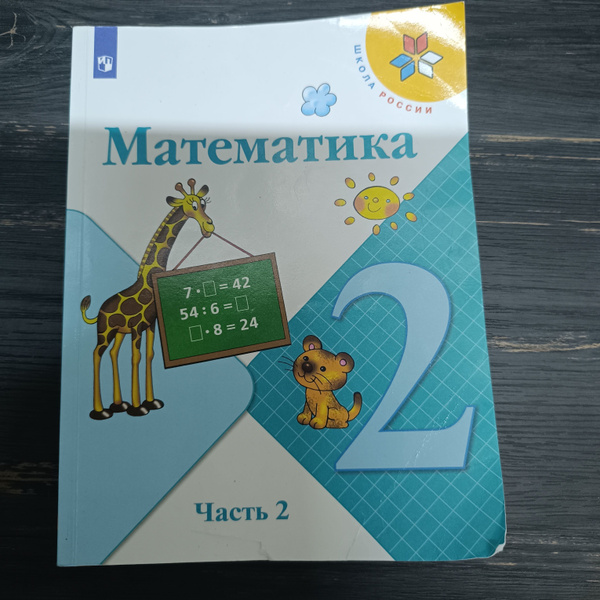 ШКОЛА РОССИИ
Математика
7 · □ = 42
54 : 6 = □
□ · 8 = 24
2
Часть 2